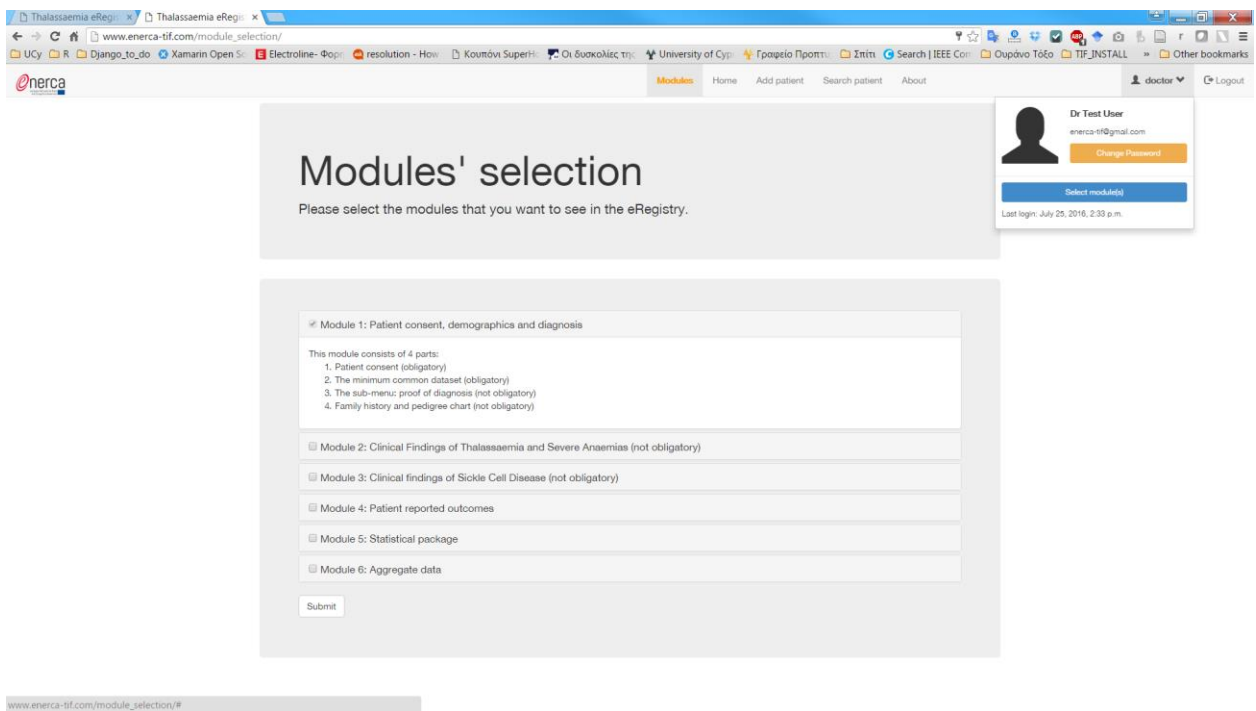 Thalassaemia eRegis
Thalassaemia eRegis
www.enerca-tif.com/module_selection/
UCy R Django_to_do Xamarin Open Sc Electroline- Φορ resolution - How Κουπόνι SuperH Οι δυσκολίες της University of Cyp Γραφείο Προπτυ Σπίτι Search | IEEE Com Ουράνιο Τόξο TIF_INSTALL » Other bookmarks
enerca
Modules Home Add patient Search patient About doctor Logout
Dr Test User
enerca-tif@gmail.com
Change Password
Select module(s)
Last login: July 25, 2016, 2:33 p.m.
Modules' selection
Please select the modules that you want to see in the eRegistry.
Module 1: Patient consent, demographics and diagnosis
This module consists of 4 parts:
1. Patient consent (obligatory)
2. The minimum common dataset (obligatory)
3. The sub-menu: proof of diagnosis (not obligatory)
4. Family history and pedigree chart (not obligatory)
Module 2: Clinical Findings of Thalassaemia and Severe Anaemias (not obligatory)
Module 3: Clinical findings of Sickle Cell Disease (not obligatory)
Module 4: Patient reported outcomes
Module 5: Statistical package
Module 6: Aggregate data
Submit
www.enerca-tif.com/module_selection/#